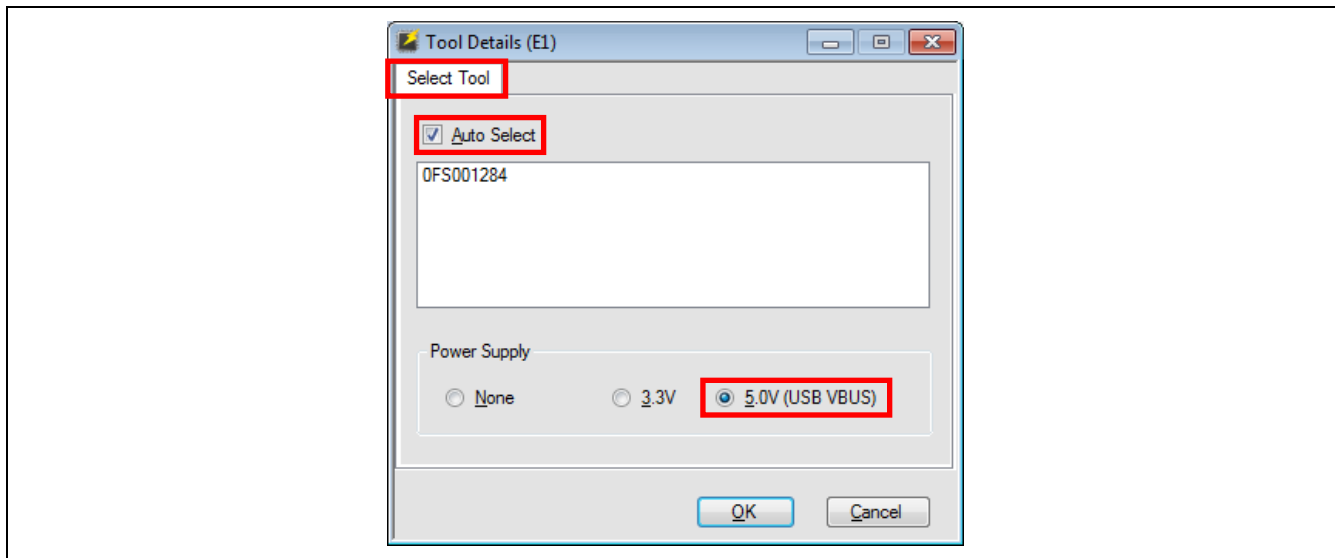 Tool Details (E1)
Select Tool
Auto Select
0FS001284
Power Supply
None 3.3V 5.0V (USB VBUS)
OK Cancel